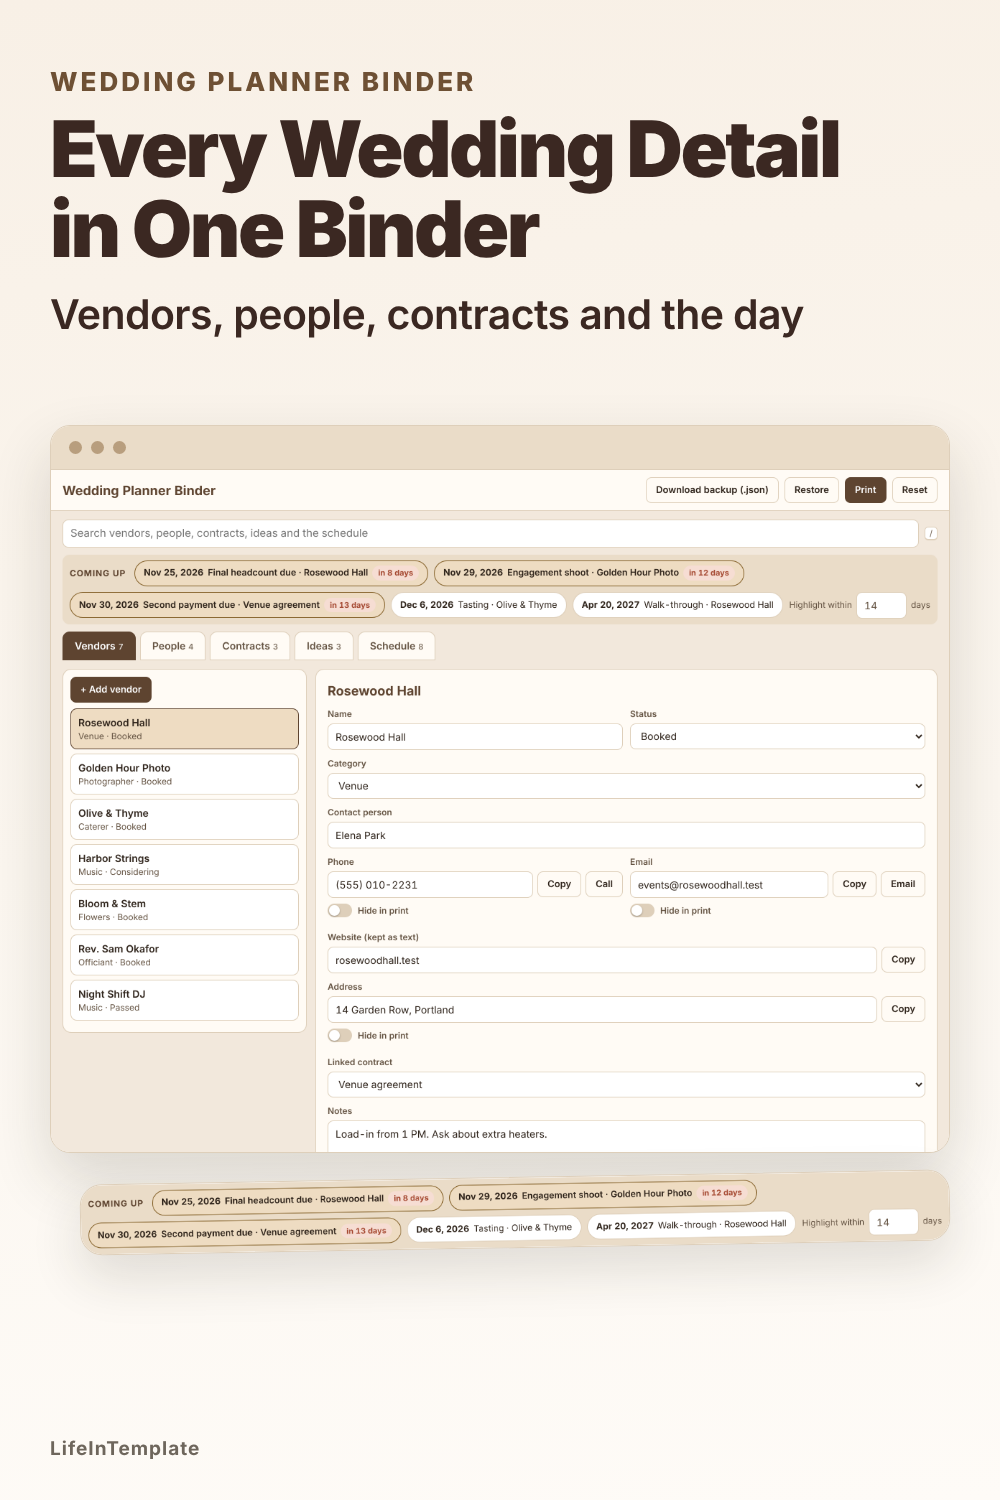 WEDDING PLANNER BINDER
Every Wedding Detail
in One Binder
Vendors, people, contracts and the day
Wedding Planner Binder
Download backup (.json)
Restore
Print
Reset
Search vendors, people, contracts, ideas and the schedule
/
COMING UP
Nov 25, 2026 Final headcount due · Rosewood Hall in 8 days
Nov 29, 2026 Engagement shoot · Golden Hour Photo in 12 days
Nov 30, 2026 Second payment due · Venue agreement in 13 days
Dec 6, 2026 Tasting · Olive & Thyme
Apr 20, 2027 Walk-through · Rosewood Hall
Highlight within 14 days
Vendors 7
People 4
Contracts 3
Ideas 3
Schedule 8
+ Add vendor
Rosewood Hall
Venue · Booked
Golden Hour Photo
Photographer · Booked
Olive & Thyme
Caterer · Booked
Harbor Strings
Music · Considering
Bloom & Stem
Flowers · Booked
Rev. Sam Okafor
Officiant · Booked
Night Shift DJ
Music · Passed
Rosewood Hall
Name
Rosewood Hall
Status
Booked
Category
Venue
Contact person
Elena Park
Phone
(555) 010-2231
Copy
Call
Hide in print
Email
events@rosewoodhall.test
Copy
Email
Hide in print
Website (kept as text)
rosewoodhall.test
Copy
Address
14 Garden Row, Portland
Copy
Hide in print
Linked contract
Venue agreement
Notes
Load-in from 1 PM. Ask about extra heaters.
COMING UP
Nov 25, 2026 Final headcount due · Rosewood Hall in 8 days
Nov 29, 2026 Engagement shoot · Golden Hour Photo in 12 days
Nov 30, 2026 Second payment due · Venue agreement in 13 days
Dec 6, 2026 Tasting · Olive & Thyme
Apr 20, 2027 Walk-through · Rosewood Hall
Highlight within 14 days
LifeInTemplate